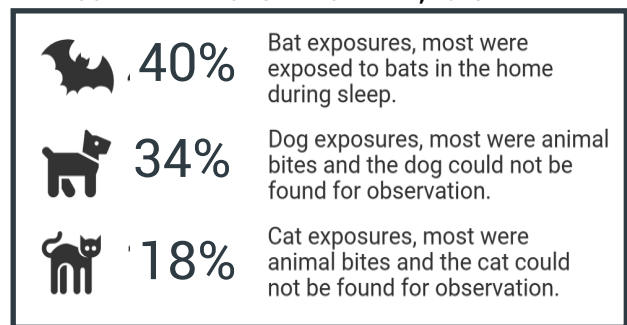 40%
Bat exposures, most were
exposed to bats in the home
during sleep.
34%
Dog exposures, most were animal
bites and the dog could not be
found for observation.
18%
Cat exposures, most were
animal bites and the cat could
not be found for observation.